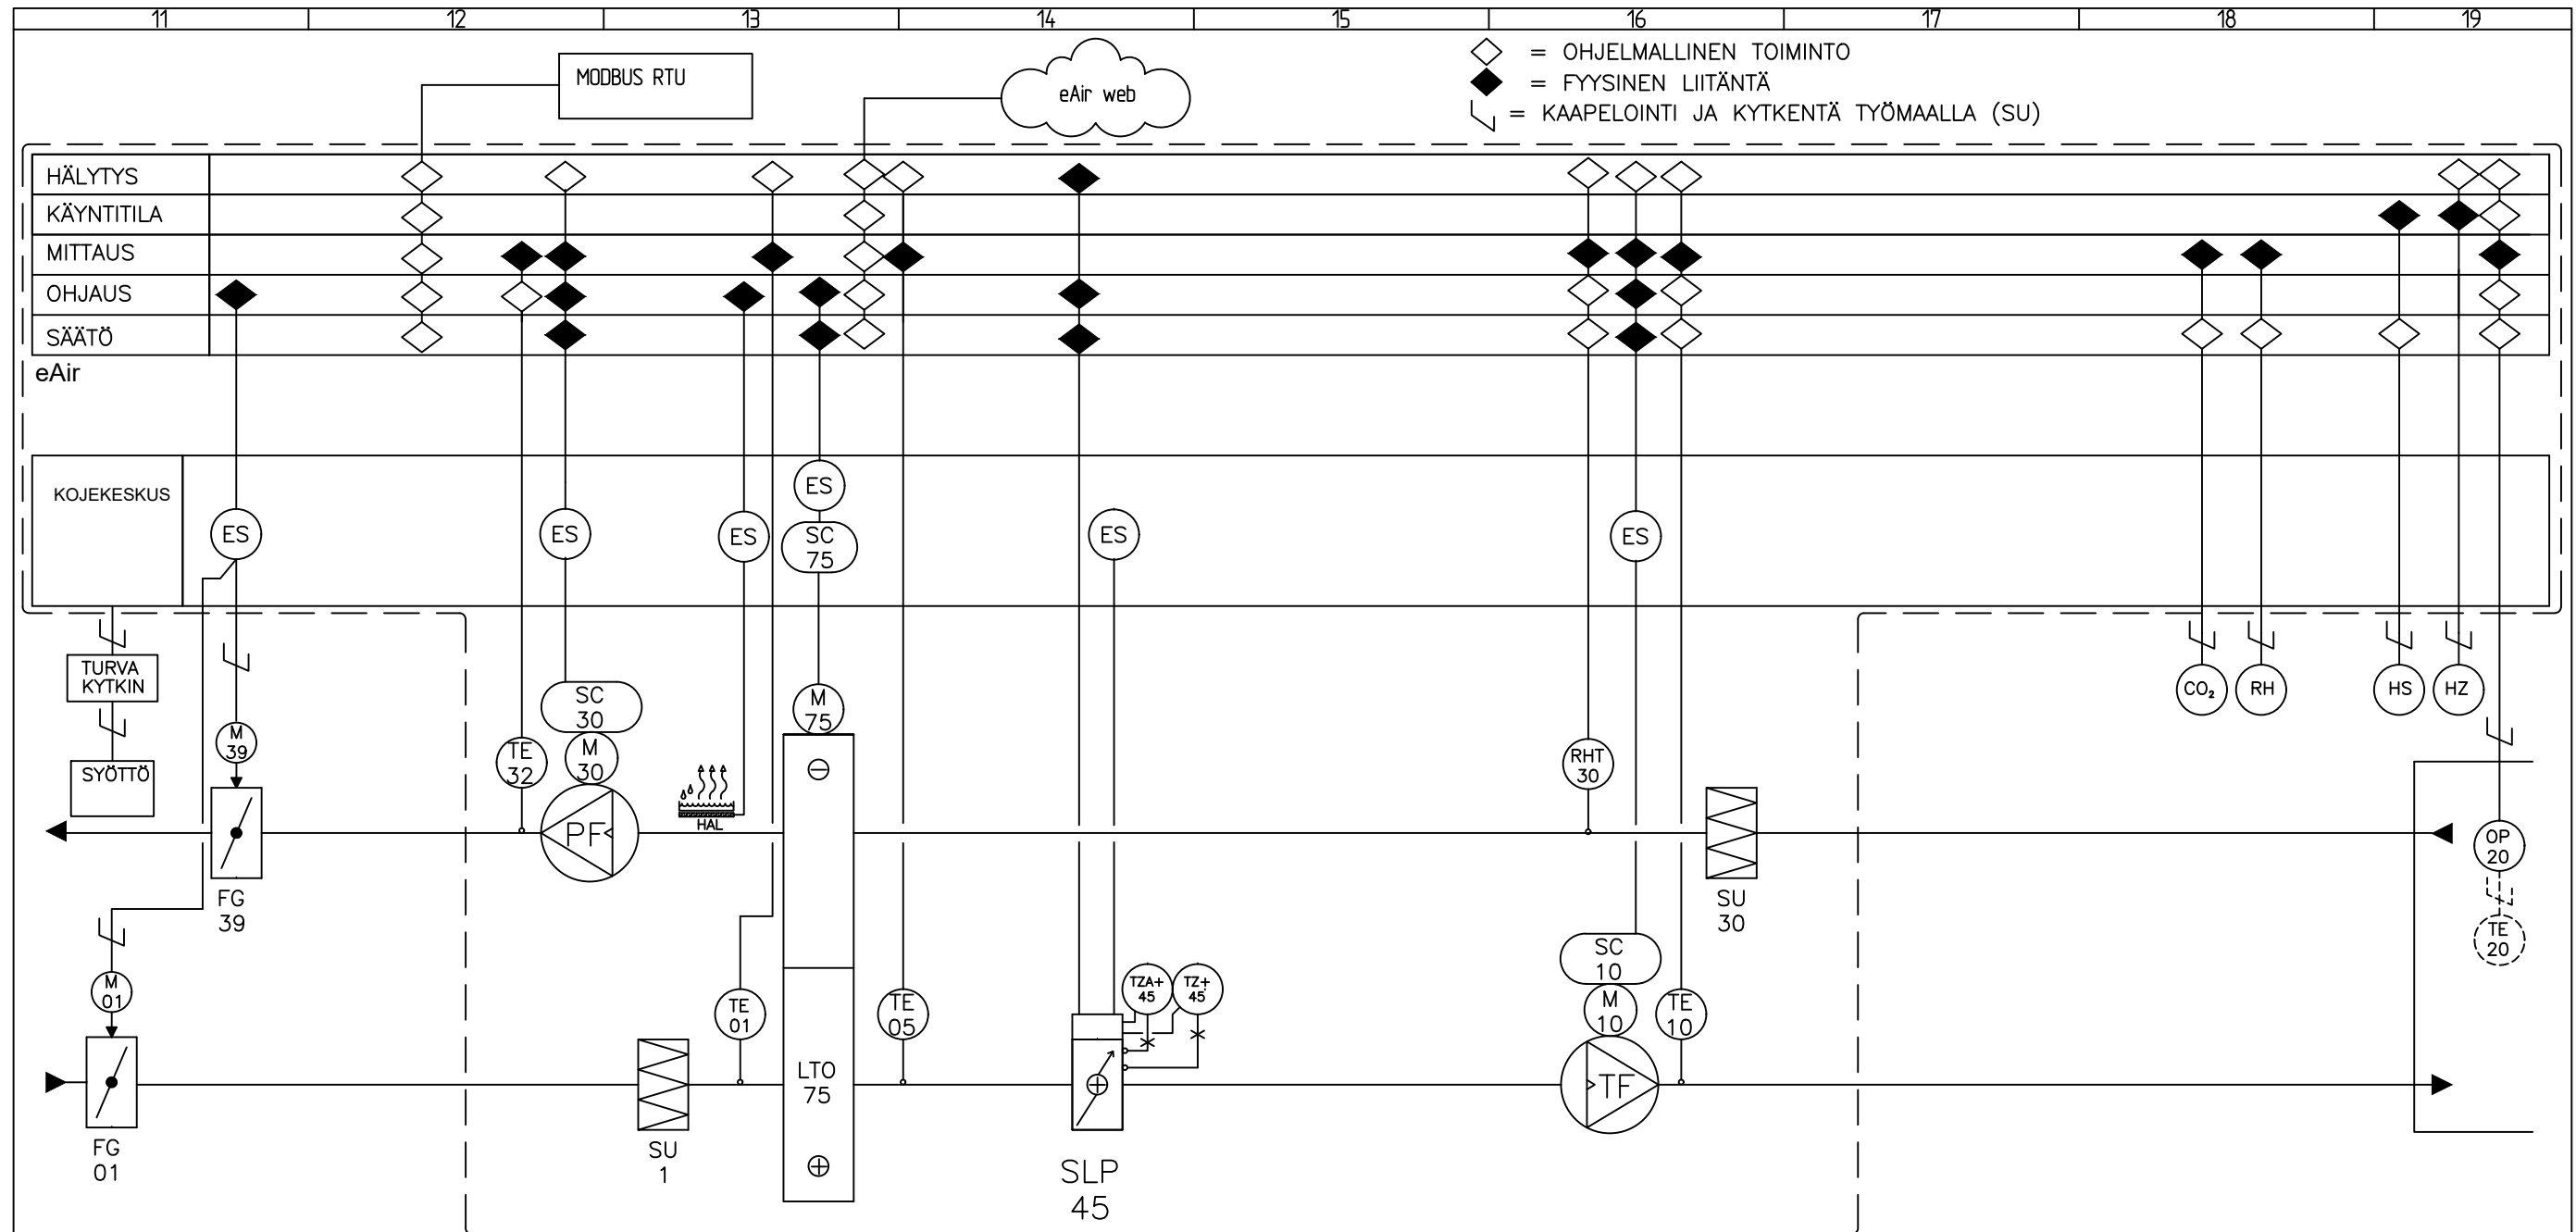 11 12 13 14 15 16 17 18 19
MODBUS RTU
eAir web
= OHJELMALLINEN TOIMINTO
= FYYSINEN LIITÄNTÄ
= KAAPELOINTI JA KYTKENTÄ TYÖMAALLA (SU)
HÄLYTYS
KÄYNTITILA
MITTAUS
OHJAUS
SÄÄTÖ
eAir
KOJEKESKUS
ES
ES
ES
ES
SC
75
ES
ES
TURVA
KYTKIN
SYÖTTÖ
M
39
TE
32
SC
30
M
30
M
75
RHT
30
CO₂
RH
HS
HZ
PF
HAL
OP
20
TE
20
FG
39
SU
30
M
01
TE
01
TE
05
TZA+
45
TZ+
45
SC
10
M
10
TE
10
LTO
75
TF
FG
01
SU
1
SLP
45